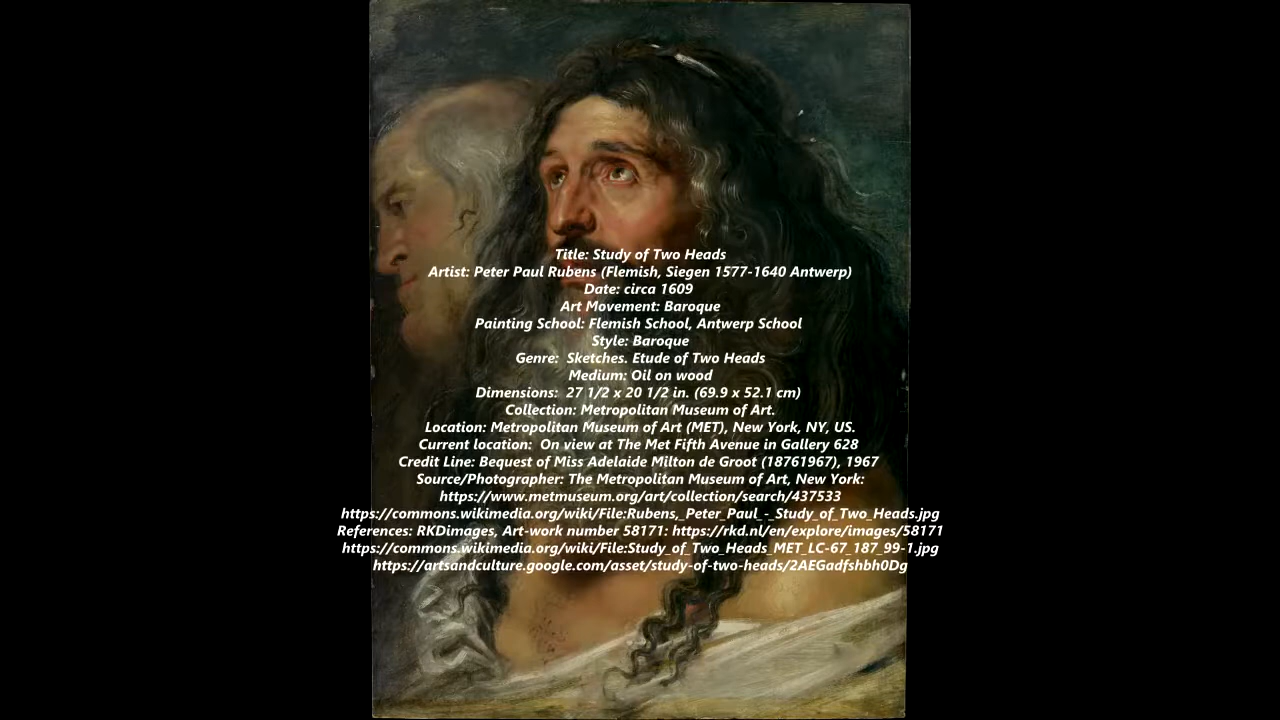 Title: Study of Two Heads
Artist: Peter Paul Rubens (Flemish, Siegen 1577-1640 Antwerp)
Date: circa 1609
Art Movement: Baroque
Painting School: Flemish School, Antwerp School
Style: Baroque
Genre:  Sketches. Etude of Two Heads
Medium: Oil on wood
Dimensions:  27 1/2 x 20 1/2 in. (69.9 x 52.1 cm)
Collection: Metropolitan Museum of Art.
Location: Metropolitan Museum of Art (MET), New York, NY, US.
Current location:  On view at The Met Fifth Avenue in Gallery 628
Credit Line: Bequest of Miss Adelaide Milton de Groot (18761967), 1967
Source/Photographer: The Metropolitan Museum of Art, New York:
https://www.metmuseum.org/art/collection/search/437533
https://commons.wikimedia.org/wiki/File:Rubens,_Peter_Paul_-_Study_of_Two_Heads.jpg
References: RKDimages, Art-work number 58171: https://rkd.nl/en/explore/images/58171
https://commons.wikimedia.org/wiki/File:Study_of_Two_Heads_MET_LC-67_187_99-1.jpg
https://artsandculture.google.com/asset/study-of-two-heads/2AEGadfshbh0Dg